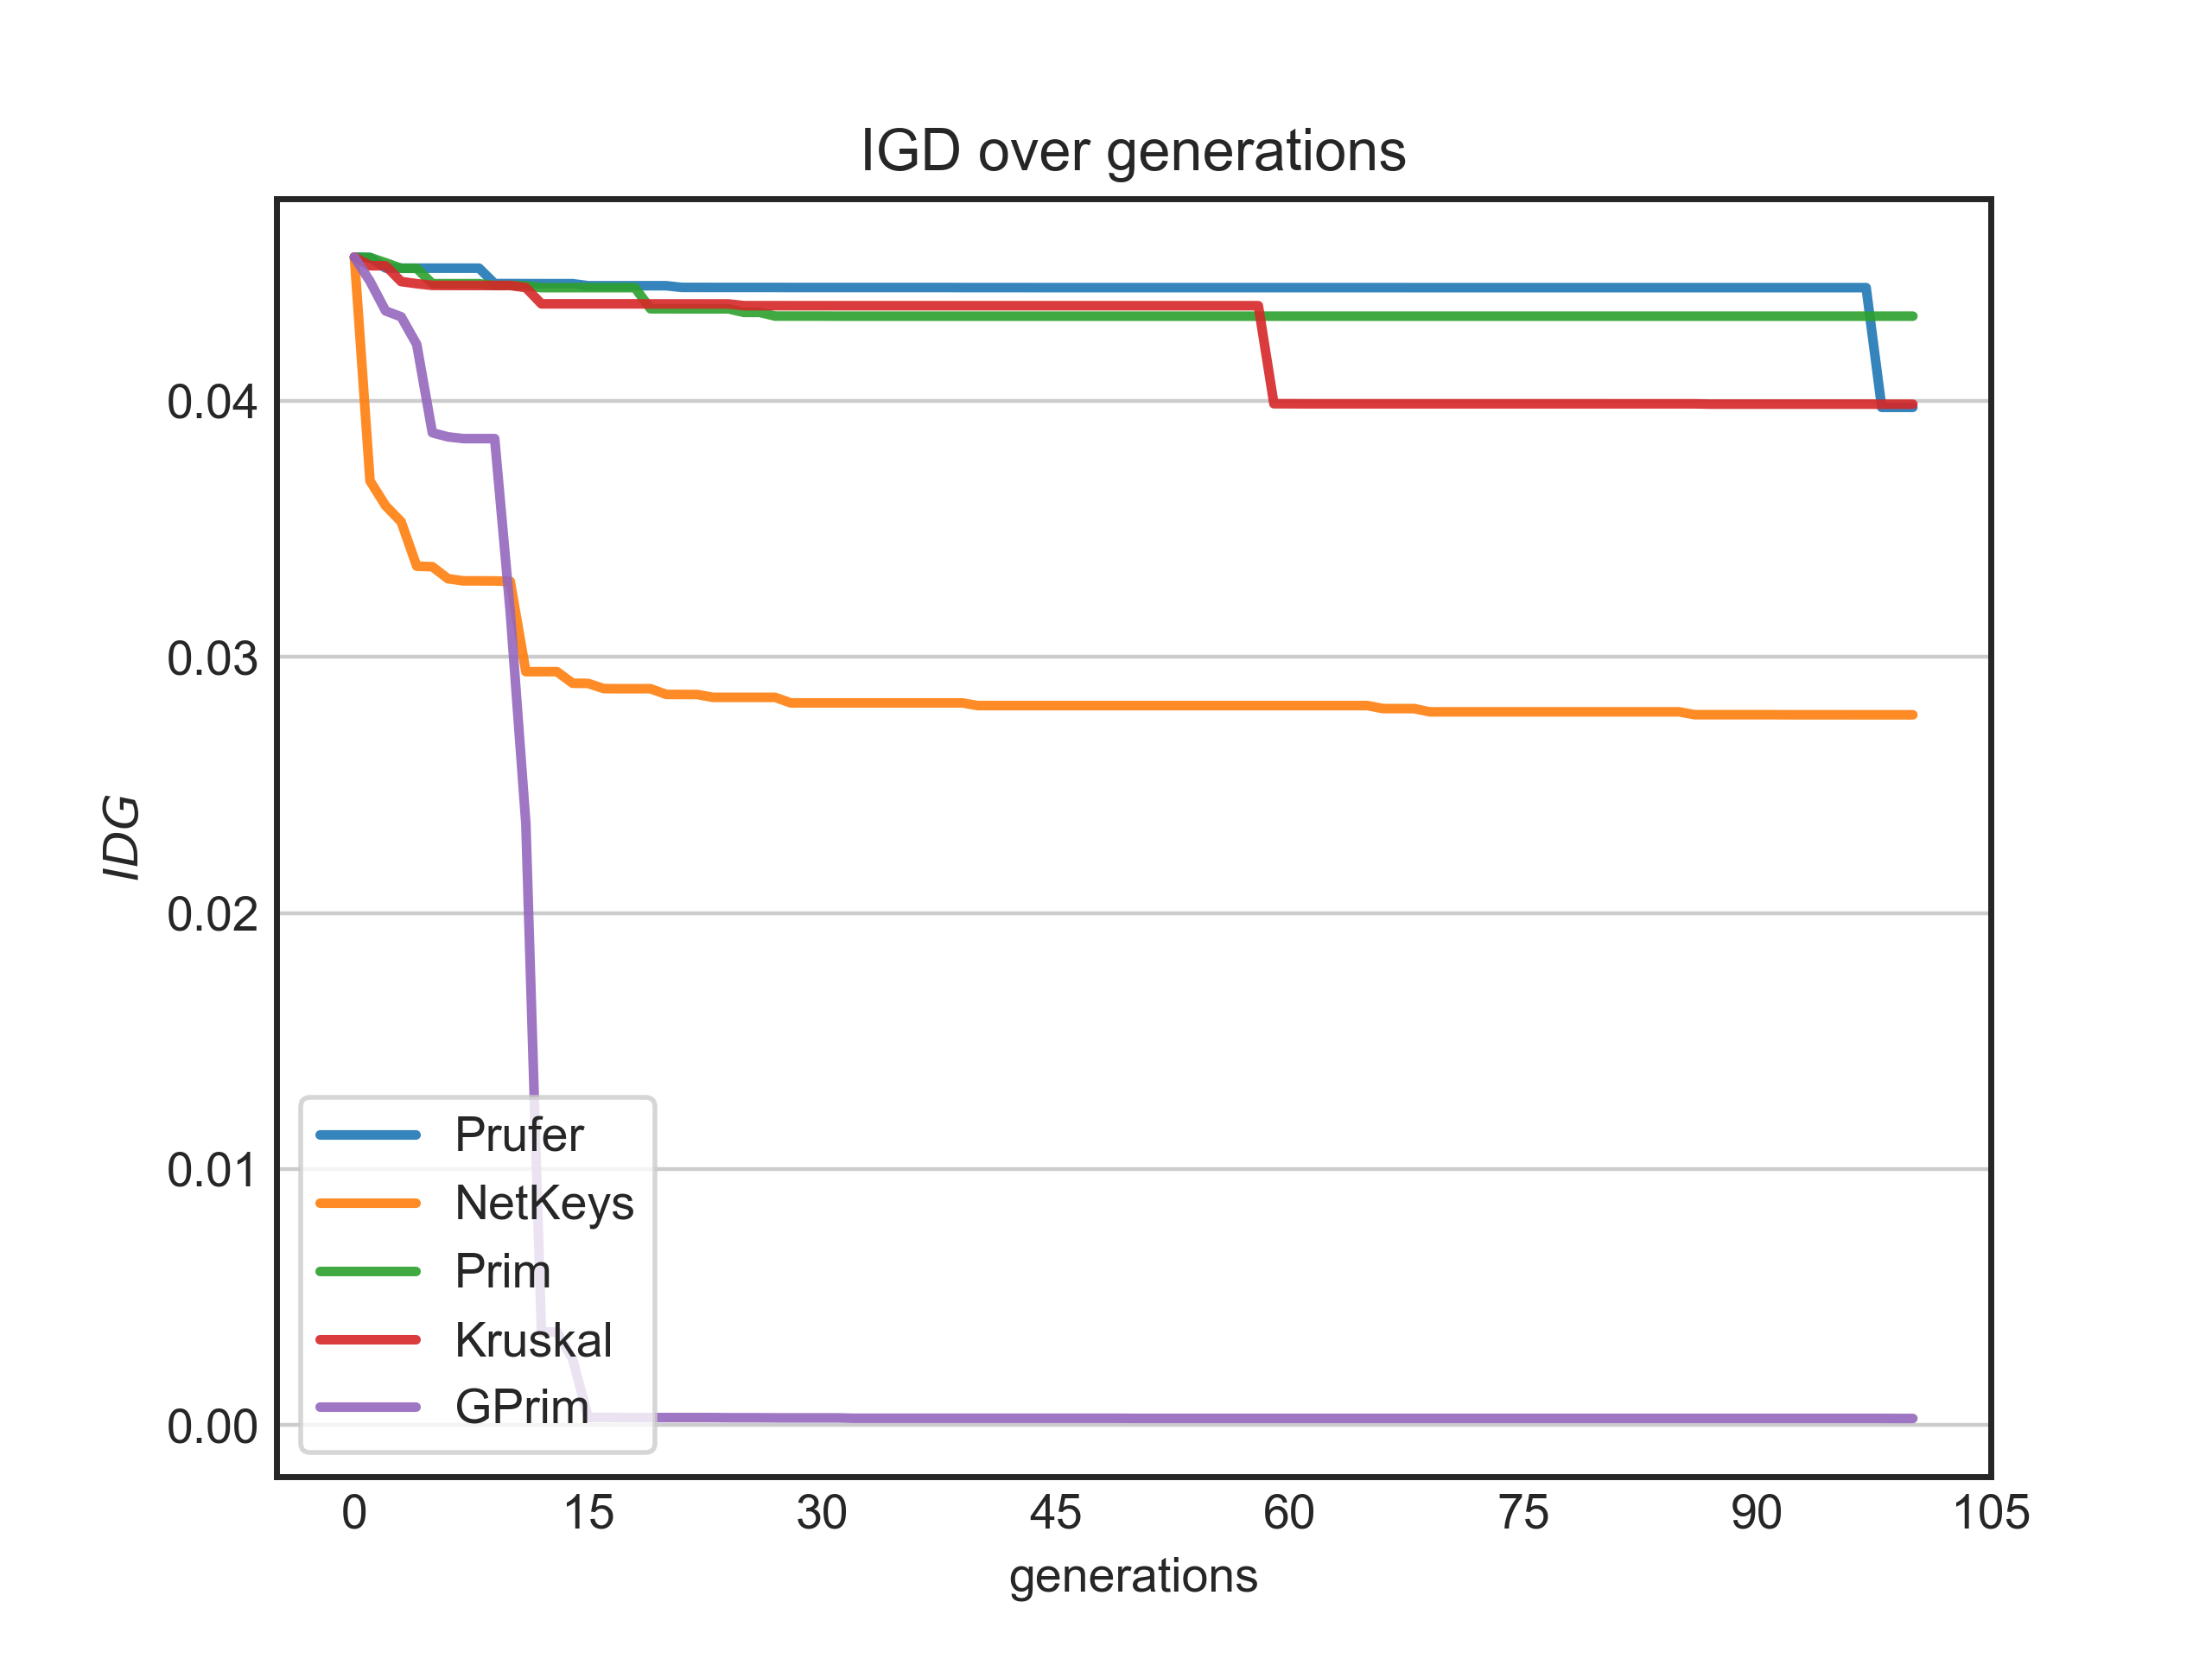 IGD over generations
0.04
0.03
0.02
0.01
0.00
IDG
Prufer
NetKeys
Prim
Kruskal
GPrim
0 15 30 45 60 75 90 105
generations